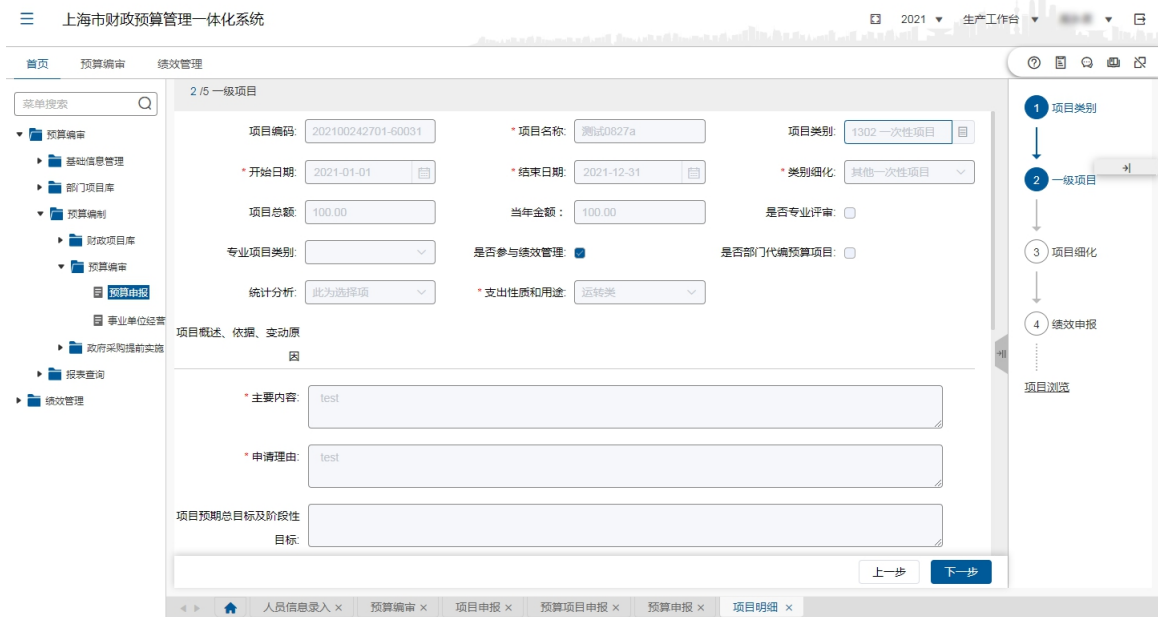 上海市财政预算管理一体化系统
2021
生产工作台
首页 预算编审 绩效管理
菜单搜索
预算编审
基础信息管理
部门项目库
预算编制
财政项目库
预算编审
预算申报
事业单位经营
政府采购提前实施
报表查询
绩效管理
2 /5 一级项目
项目编码: 202100242701-60031 * 项目名称: 测试0827a 项目类别: 1302 一次性项目
* 开始日期: 2021-01-01 * 结束日期: 2021-12-31 * 类别细化: 其他一次性项目
项目总额: 100.00 当年金额： 100.00 是否专业评审:
专业项目类别: 是否参与绩效管理: 是否部门代编预算项目:
统计分析: 此为选择项 * 支出性质和用途: 运转类
项目概述、依据、变动原
因
* 主要内容: test
* 申请理由: test
项目预期总目标及阶段性
目标:
上一步 下一步
1 项目类别
2 一级项目
3 项目细化
4 绩效申报
项目浏览
人员信息录入 × 预算编审 × 项目申报 × 预算项目申报 × 预算申报 × 项目明细 ×